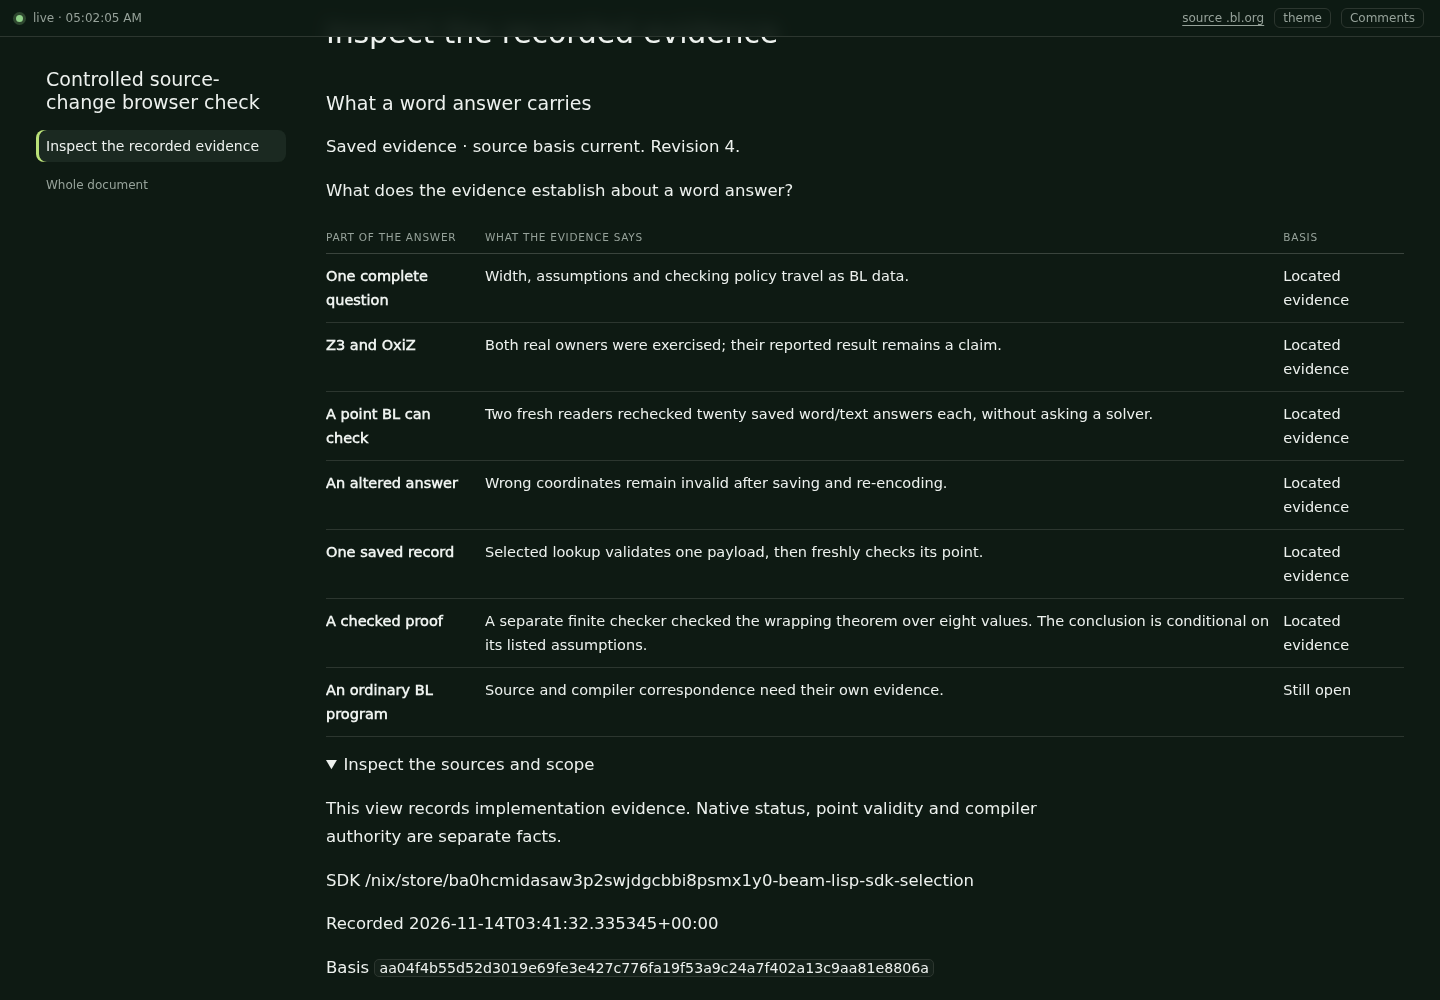 live · 05:02:05 AM
source .bl.org
theme
Comments
Inspect the recorded evidence
Controlled source-
change browser check
Inspect the recorded evidence
Whole document
What a word answer carries
Saved evidence · source basis current. Revision 4.
What does the evidence establish about a word answer?
PART OF THE ANSWER
WHAT THE EVIDENCE SAYS
BASIS
One complete
question
Width, assumptions and checking policy travel as BL data.
Located
evidence
Z3 and OxiZ
Both real owners were exercised; their reported result remains a claim.
Located
evidence
A point BL can
check
Two fresh readers rechecked twenty saved word/text answers each, without asking a solver.
Located
evidence
An altered answer
Wrong coordinates remain invalid after saving and re-encoding.
Located
evidence
One saved record
Selected lookup validates one payload, then freshly checks its point.
Located
evidence
A checked proof
A separate finite checker checked the wrapping theorem over eight values. The conclusion is conditional on
its listed assumptions.
Located
evidence
An ordinary BL
program
Source and compiler correspondence need their own evidence.
Still open
▼ Inspect the sources and scope
This view records implementation evidence. Native status, point validity and compiler
authority are separate facts.
SDK /nix/store/ba0hcmidasaw3p2swjdgcbbi8psmx1y0-beam-lisp-sdk-selection
Recorded 2026-11-14T03:41:32.335345+00:00
Basis aa04f4b55d52d3019e69fe3e427c776fa19f53a9c24a7f402a13c9aa81e8806a